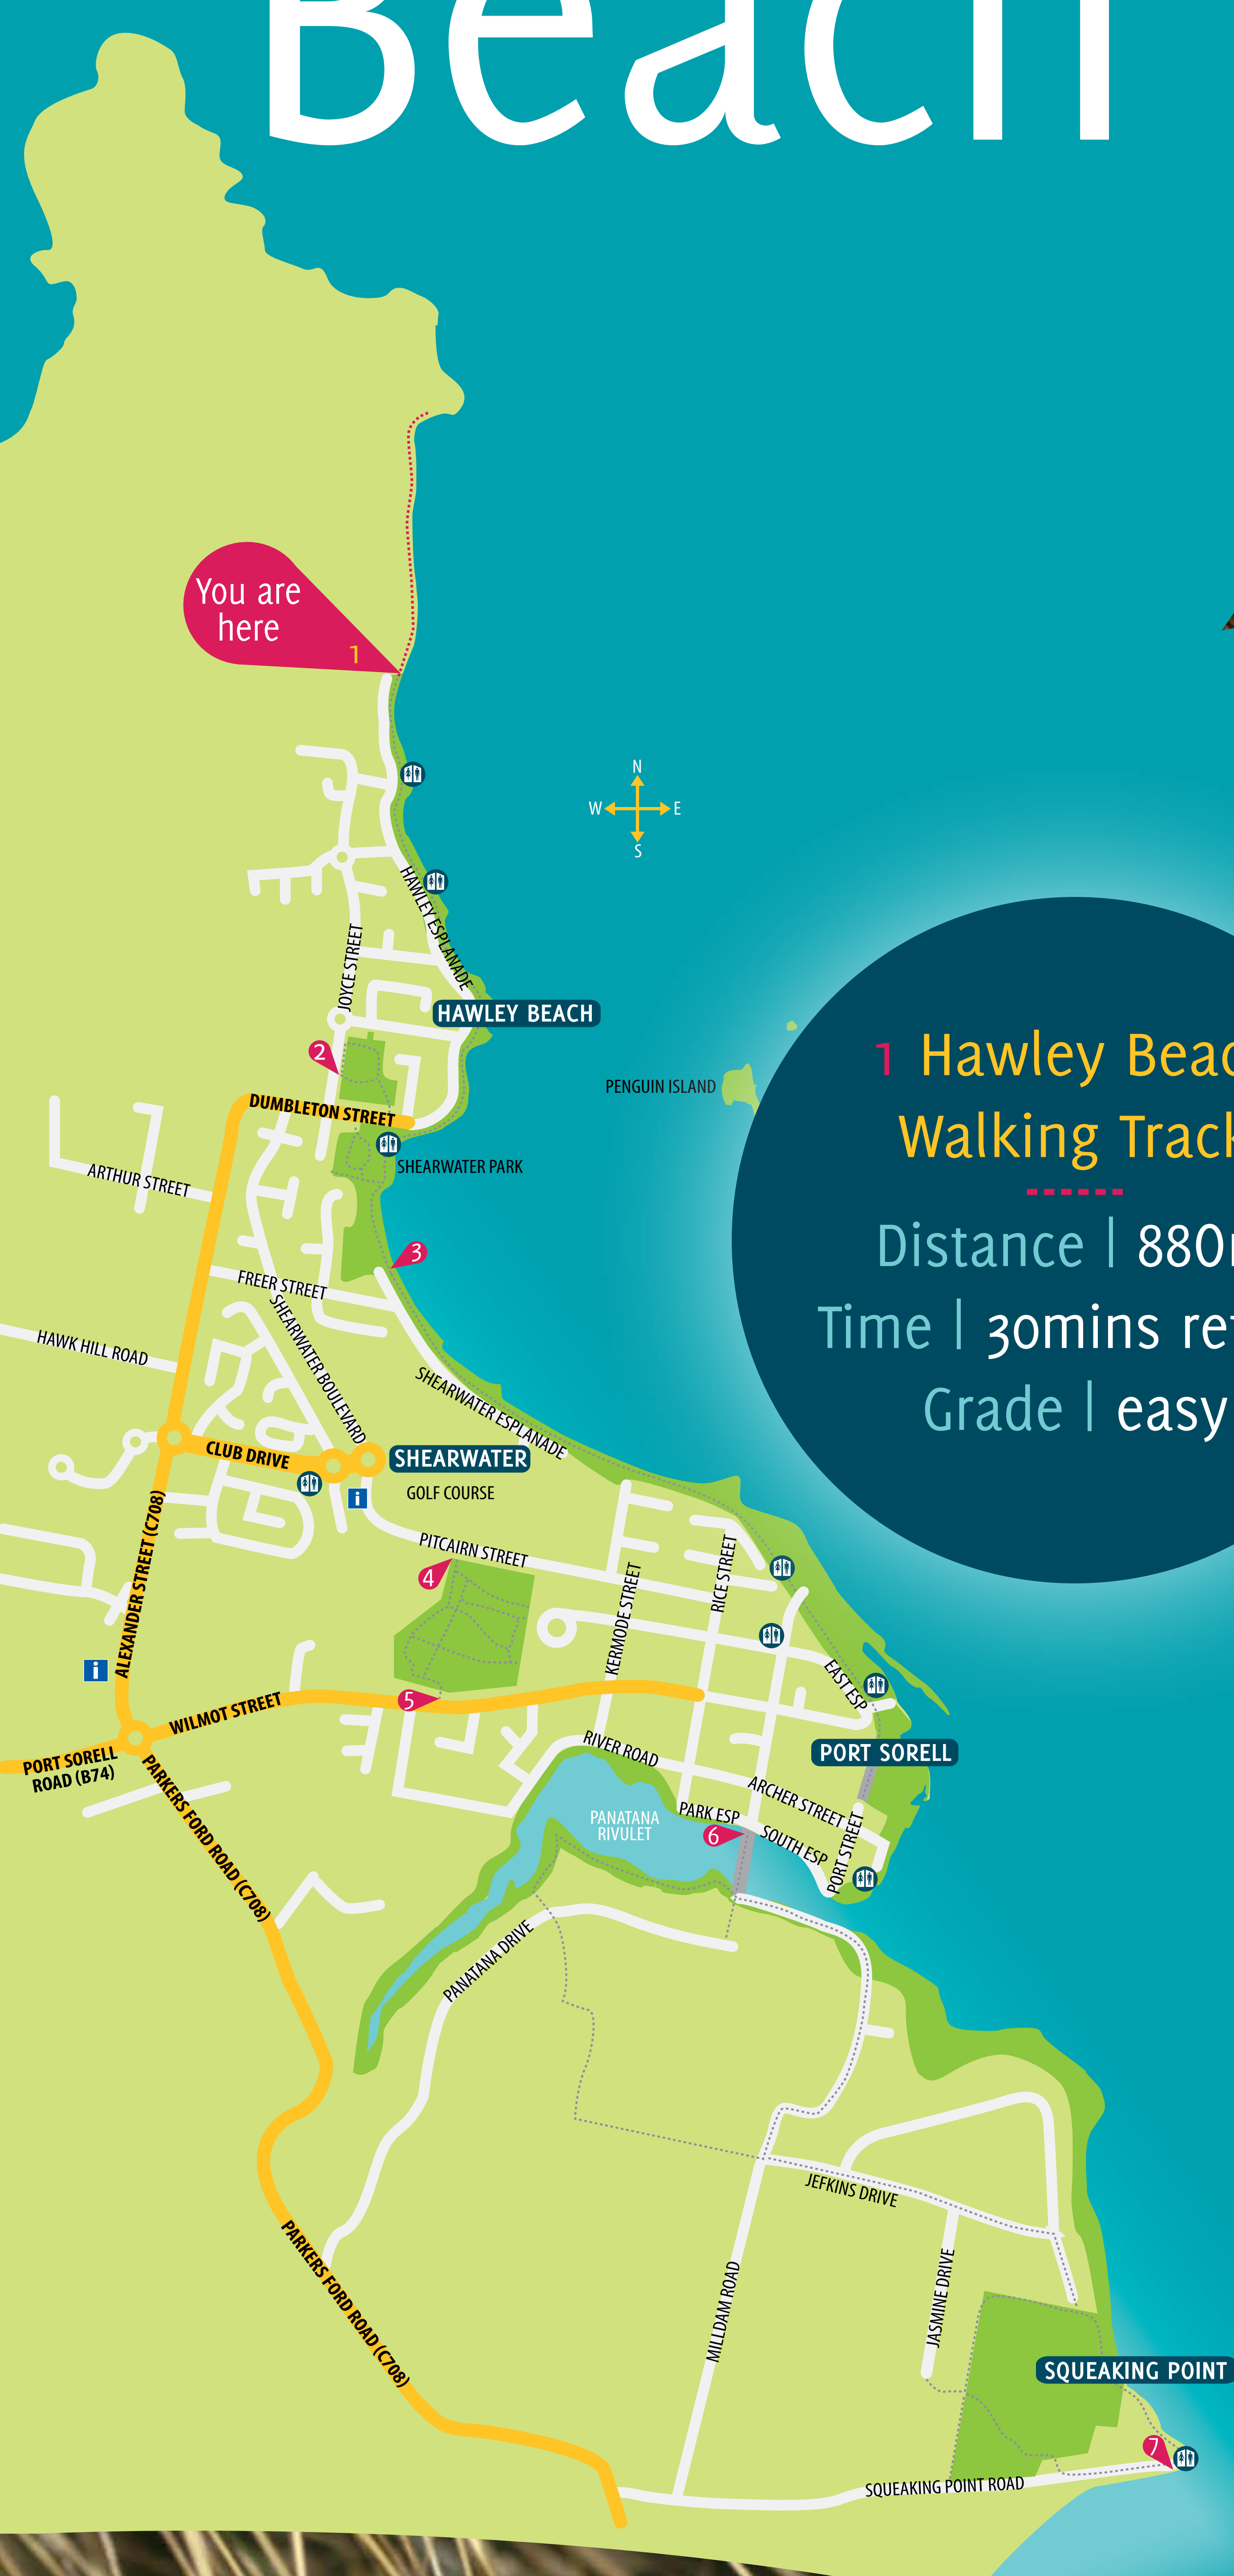 Beach
You are
here
1
N
W E
S
HAWLEY ESPLANADE
JOYCE STREET
HAWLEY BEACH
2
PENGUIN ISLAND
DUMBLETON STREET
SHEARWATER PARK
ARTHUR STREET
3
FREER STREET
SHEARWATER BOULEVARD
HAWK HILL ROAD
SHEARWATER ESPLANADE
CLUB DRIVE
SHEARWATER
GOLF COURSE
i
ALEXANDER STREET (C708)
PITCAIRN STREET
4
KERMODE STREET
RICE STREET
i
EAST ESP
5
WILMOT STREET
PORT SORELL
ROAD (B74)
RIVER ROAD
PORT SORELL
PARKERS FORD ROAD (C708)
ARCHER STREET
PANATANA
RIVULET
PARK ESP
6
SOUTH ESP
PORT STREET
PANATANA DRIVE
JEFKINS DRIVE
PARKERS FORD ROAD (C708)
MILLDAM ROAD
JASMINE DRIVE
SQUEAKING POINT
7
SQUEAKING POINT ROAD
1 Hawley Beac
Walking Track
Distance | 880
Time | 30mins re
Grade | easy